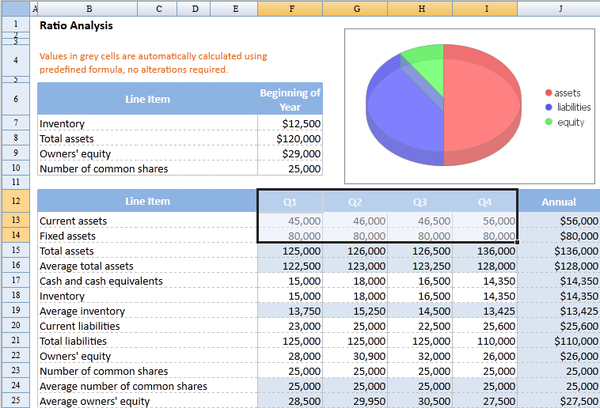 A B C D E F G H I J
1 Ratio Analysis
2
3
4 Values in grey cells are automatically calculated using
predefined formula, no alterations required.
5
6 Line Item Beginning of
Year
7 Inventory $12,500
8 Total assets $120,000
9 Owners' equity $29,000
10 Number of common shares 25,000
assets
liabilities
equity
11
12 Line Item Q1 Q2 Q3 Q4 Annual
13 Current assets 45,000 46,000 46,500 56,000 $56,000
14 Fixed assets 80,000 80,000 80,000 80,000 $80,000
15 Total assets 125,000 126,000 126,500 136,000 $136,000
16 Average total assets 122,500 123,000 123,250 128,000 $128,000
17 Cash and cash equivalents 15,000 18,000 16,500 14,350 $14,350
18 Inventory 15,000 18,000 16,500 14,350 $14,350
19 Average inventory 13,750 15,250 14,500 13,425 $13,425
20 Current liabilities 23,000 25,000 22,500 25,600 $25,600
21 Total liabilities 125,000 125,000 125,000 110,000 $110,000
22 Owners' equity 28,000 30,900 32,000 26,000 $26,000
23 Number of common shares 25,000 25,000 25,000 25,000 25,000
24 Average number of common shares 25,000 25,000 25,000 25,000 25,000
25 Average owners' equity 28,500 29,950 30,500 27,500 $27,500